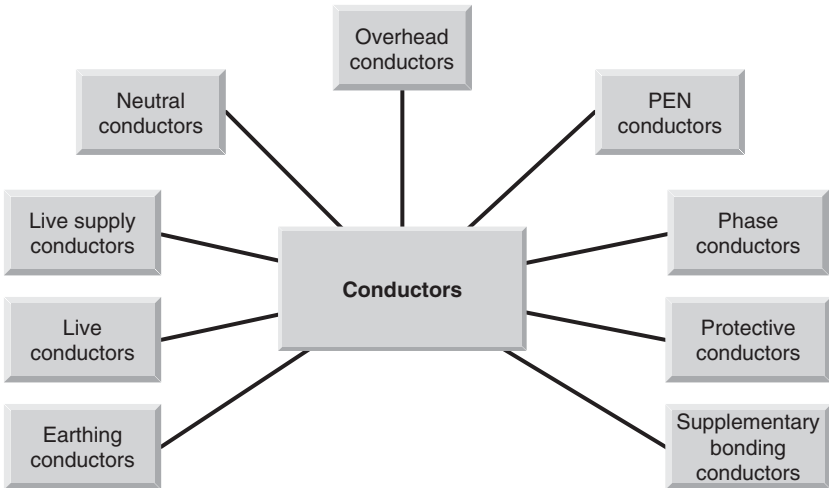 Overhead
conductors
Neutral
conductors
PEN
conductors
Live supply
conductors
Phase
conductors
Conductors
Live
conductors
Protective
conductors
Earthing
conductors
Supplementary
bonding
conductors